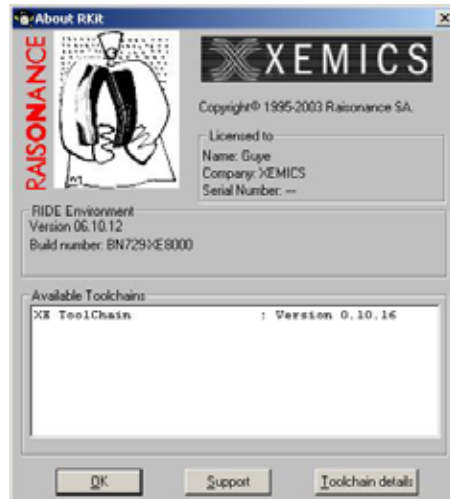 About RKit
RAISONANCE
XEMICS
Copyright© 1995-2003 Raisonance SA.
Licensed to
Name: Guye
Company: XEMICS
Serial Number: --
RIDE Environment
Version 06.10.12
Build number: BN729-XE8000
Available Toolchains
XE ToolChain : Version 0.10.16
OK
Support
Toolchain details